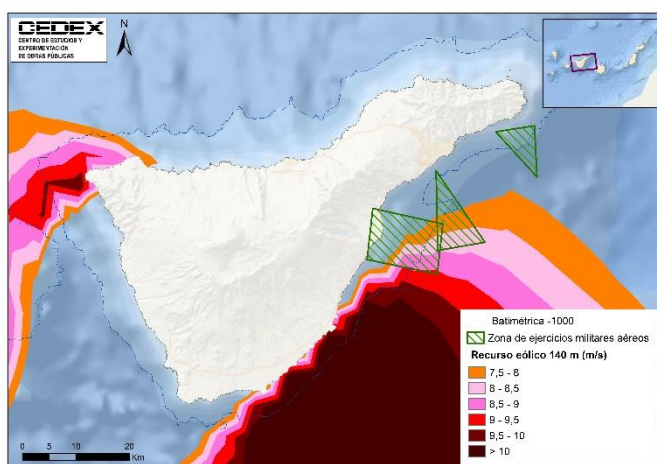 CEDEX
CENTRO DE ESTUDIOS Y
EXPERIMENTACIÓN
DE OBRAS PÚBLICAS
N
Batimétrica -1000
Zona de ejercicios militares aéreos
Recurso eólico 140 m (m/s)
7,5 - 8
8 - 8,5
8,5 - 9
9 - 9,5
9,5 - 10
> 10
0 5 10 20
Km